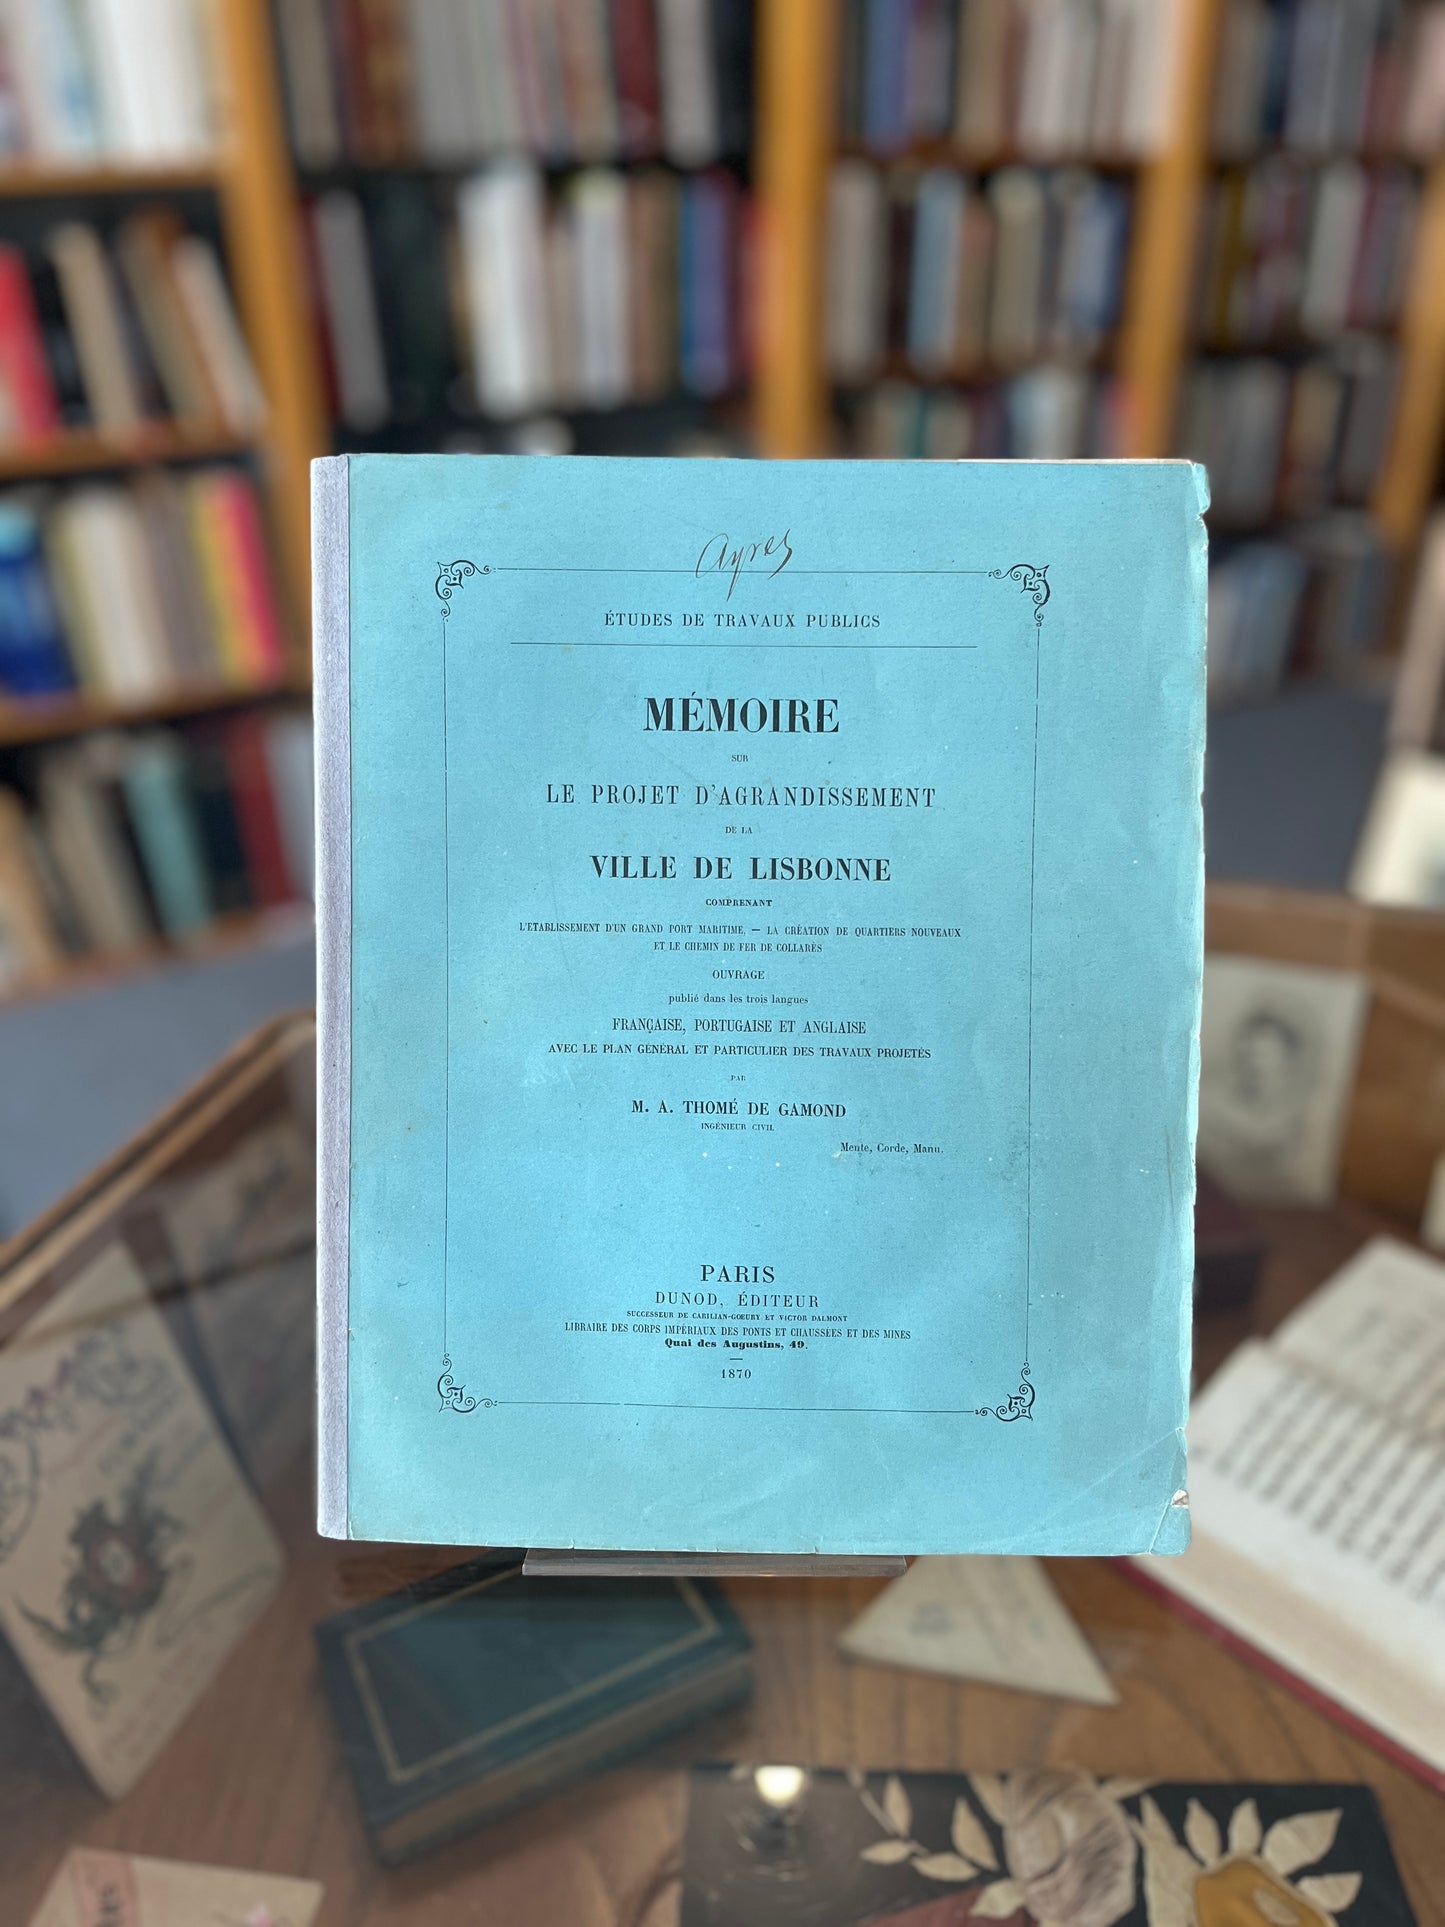 Ayres
ÉTUDES DE TRAVAUX PUBLICS
MÉMOIRE
SUR
LE PROJET D'AGRANDISSEMENT
DE LA
VILLE DE LISBONNE
COMPRENANT
L'ETABLISSEMENT D'UN GRAND PORT MARITIME, — LA CRÉATION DE QUARTIERS NOUVEAUX
ET LE CHEMIN DE FER DE COLLARÈS
OUVRAGE
publié dans les trois langues
FRANÇAISE, PORTUGAISE ET ANGLAISE
AVEC LE PLAN GÉNÉRAL ET PARTICULIER DES TRAVAUX PROJETÉS
PAR
M. A. THOMÉ DE GAMOND
INGÉNIEUR CIVIL
Mente, Corde, Manu.
PARIS
DUNOD, ÉDITEUR
SUCCESSEUR DE CARILIAN-GŒURY ET VICTOR DALMONT
LIBRAIRE DES CORPS IMPÉRIAUX DES PONTS ET CHAUSSÉES ET DES MINES
Quai des Augustins, 49.
1870